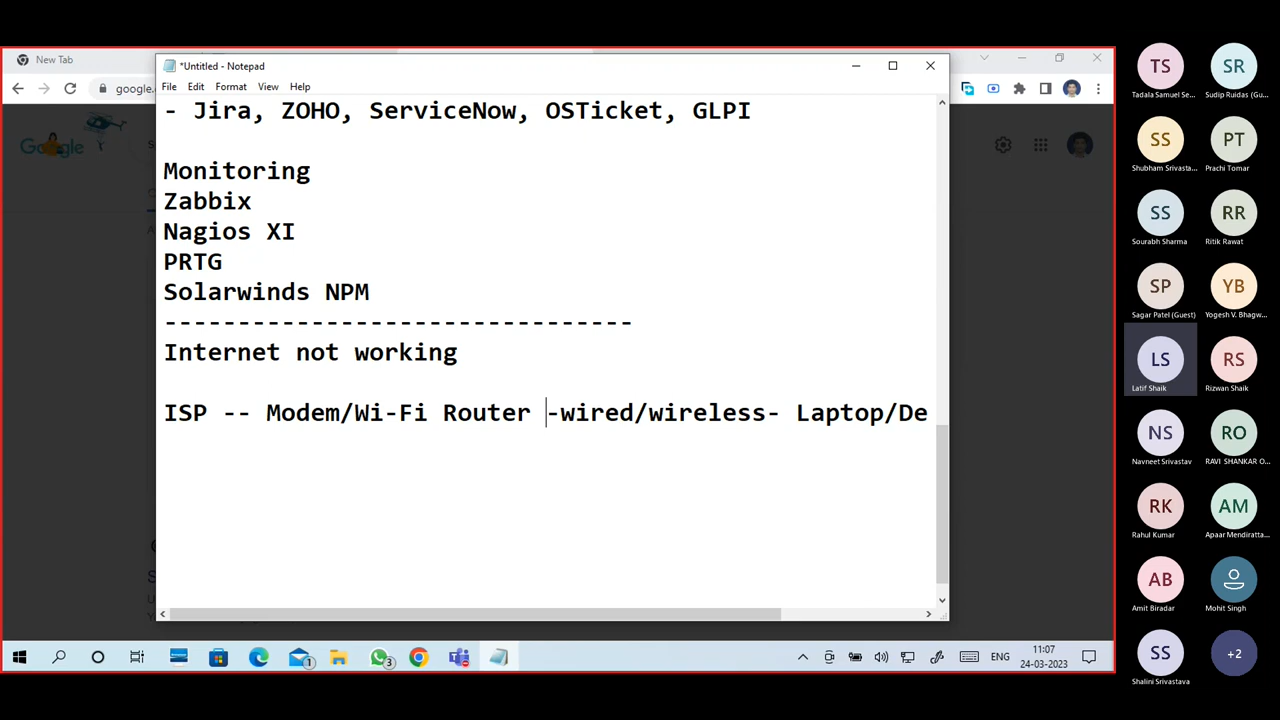 New Tab
*Untitled - Notepad
google.
File Edit Format View Help
Google
- Jira, ZOHO, ServiceNow, OSTicket, GLPI
Monitoring
Zabbix
Nagios XI
PRTG
Solarwinds NPM
--------------------------------
Internet not working
ISP -- Modem/Wi-Fi Router -wired/wireless- Laptop/De
1
3
ENG
11:07
24-03-2023
TS
Tadala Samuel Se...
SR
Sudip Ruidas (Gu...
SS
Shubham Srivasta...
PT
Prachi Tomar
SS
Sourabh Sharma
RR
Ritik Rawat
SP
Sagar Patel (Guest)
YB
Yogesh V. Bhagw...
LS
Latif Shaik
RS
Rizwan Shaik
NS
Navneet Srivastav
RO
RAVI SHANKAR O...
RK
Rahul Kumar
AM
Apaar Mendiratta...
AB
Amit Biradar
Mohit Singh
SS
Shalini Srivastava
+2